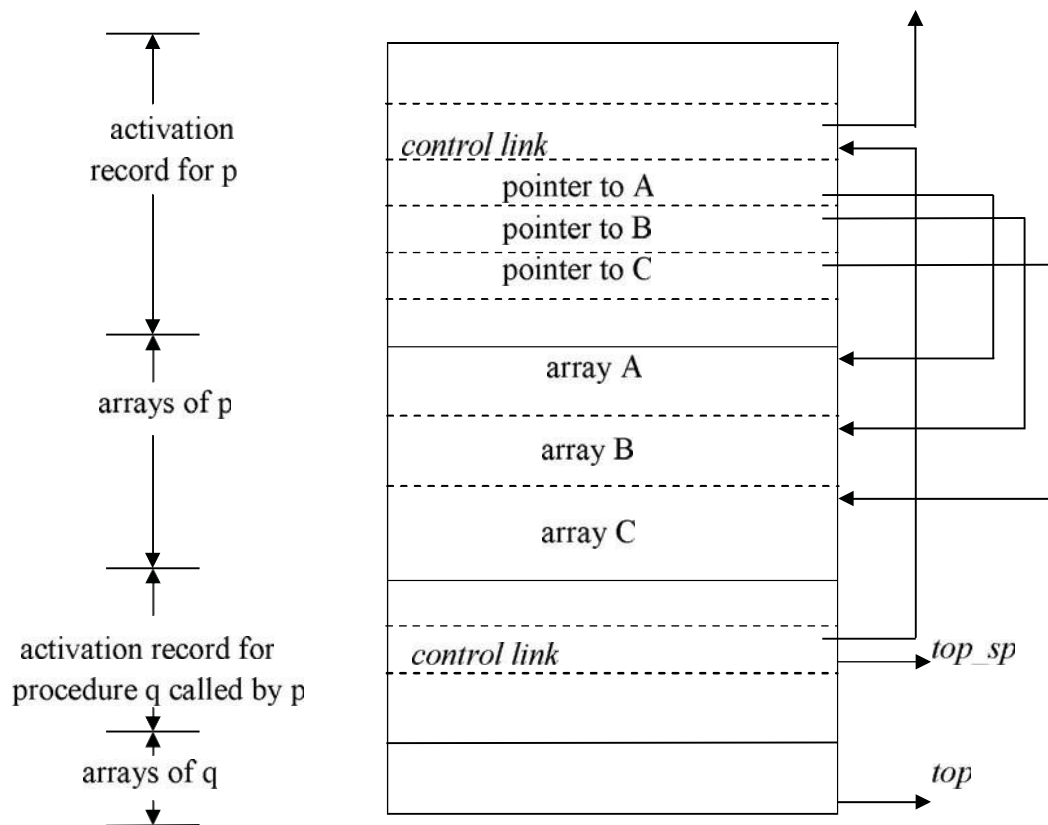 activation
record for p
control link
pointer to A
pointer to B
pointer to C
array A
arrays of p
array B
array C
activation record for
procedure q called by p
control link
top_sp
arrays of q
top